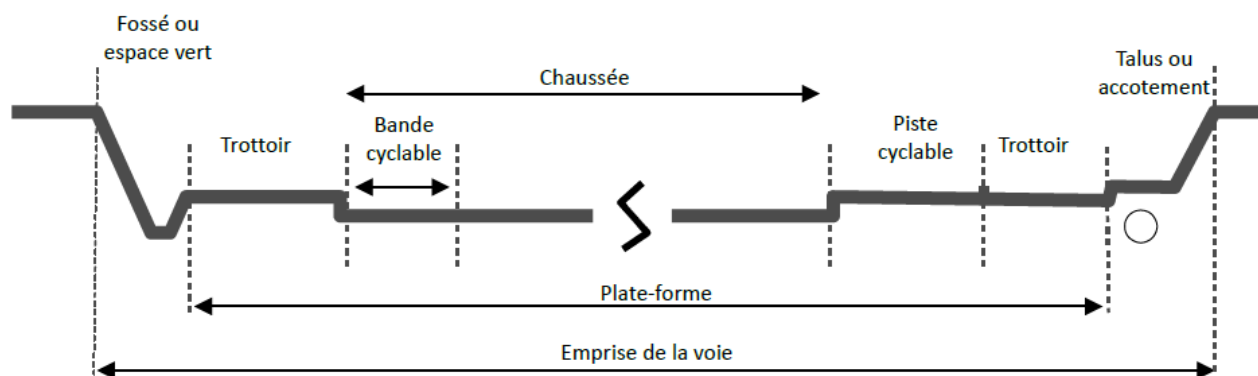 Fossé ou
espace vert
Chaussée
Talus ou
accotement
Trottoir
Bande
cyclable
Piste
cyclable
Trottoir
Plate-forme
Emprise de la voie